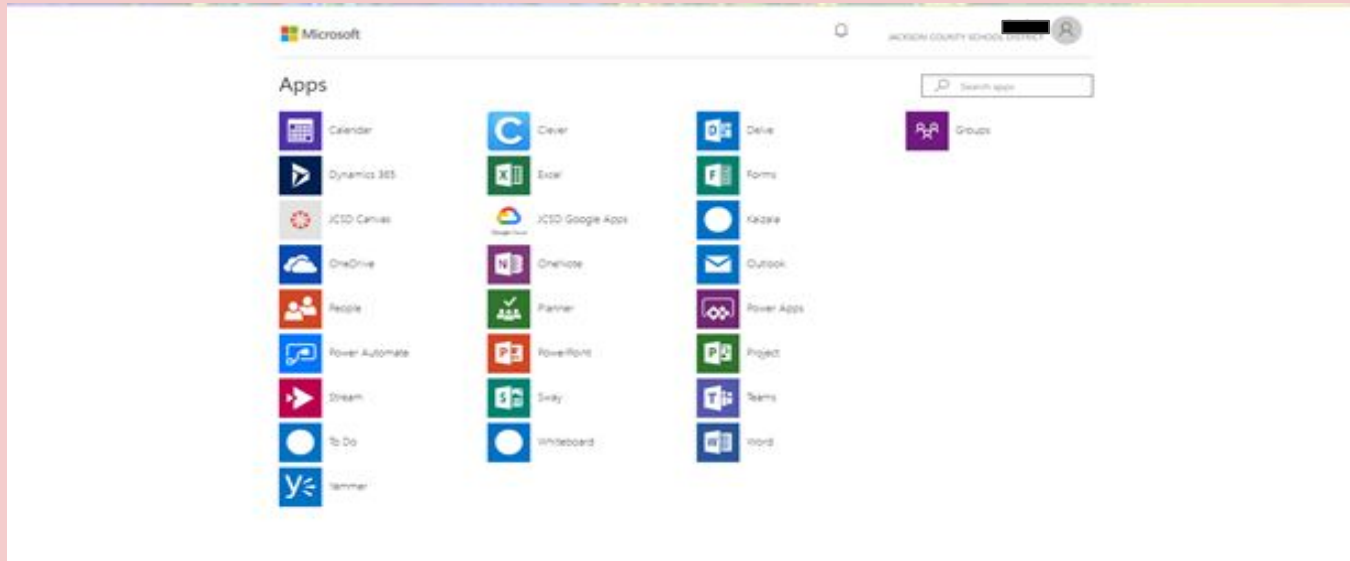 Microsoft
JACKSON COUNTY SCHOOL DISTRICT
Apps
Search apps
Calendar
Clever
Delve
Groups
Dynamics 365
Excel
Forms
JCSD Canvas
JCSD Google Apps
Kaizala
OneDrive
OneNote
Outlook
People
Planner
Power Apps
Power Automate
PowerPoint
Project
Stream
Sway
Teams
To Do
Whiteboard
Word
Yammer